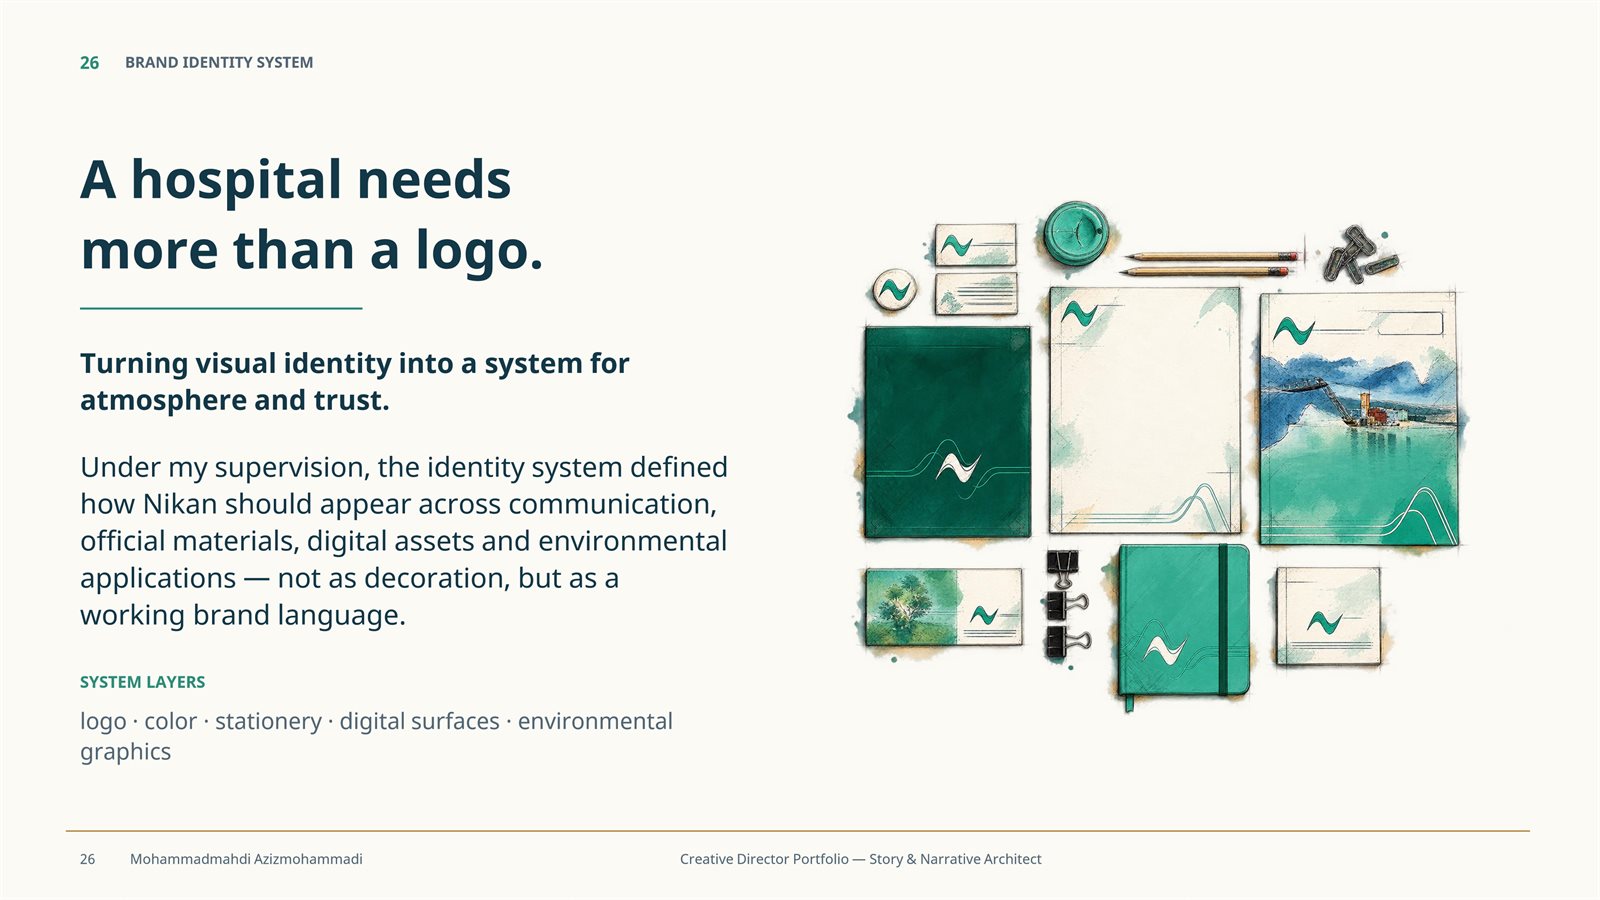 26 BRAND IDENTITY SYSTEM
A hospital needs
more than a logo.
Turning visual identity into a system for
atmosphere and trust.
Under my supervision, the identity system defined
how Nikan should appear across communication,
official materials, digital assets and environmental
applications — not as decoration, but as a
working brand language.
SYSTEM LAYERS
logo · color · stationery · digital surfaces · environmental
graphics
26 Mohammadmahdi Azizmohammadi Creative Director Portfolio — Story & Narrative Architect